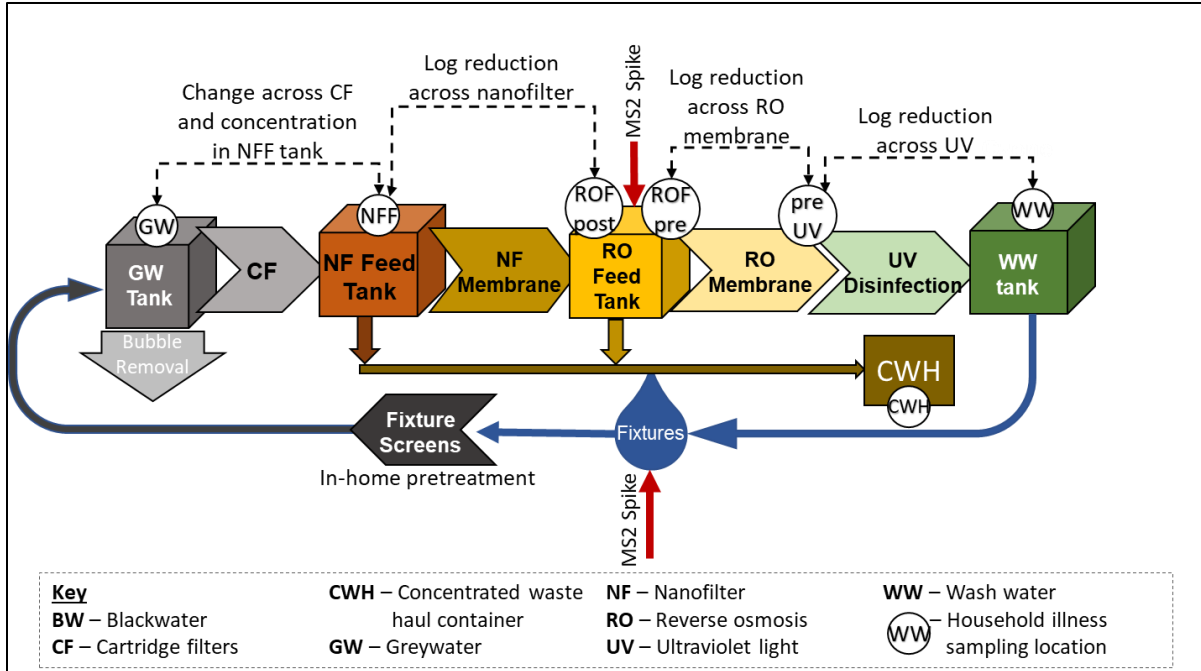 Log reduction
across nanofilter
MS2 Spike
Log reduction
across RO
membrane
Log reduction
across UV
Change across CF
and concentration
in NFF tank
GW
NFF
ROF
post
ROF
pre
pre
UV
WW
GW
Tank
CF
NF Feed
Tank
NF
Membrane
RO
Feed
Tank
RO
Membrane
UV
Disinfection
WW
tank
Bubble
Removal
CWH
CWH
Fixture
Screens
Fixtures
In-home pretreatment
MS2 Spike
Key
BW – Blackwater
CF – Cartridge filters
CWH – Concentrated waste
haul container
GW – Greywater
NF – Nanofilter
RO – Reverse osmosis
UV – Ultraviolet light
WW – Wash water
WW – Household illness
sampling location